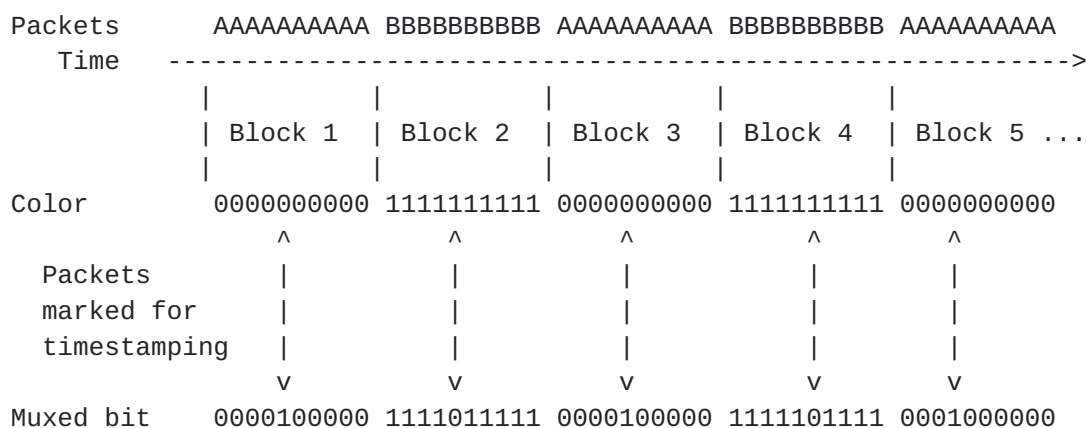 Packets      AAAAAAAAAA BBBBBBBBBB AAAAAAAAAA BBBBBBBBBB AAAAAAAAAA
   Time   ---------------------------------------------------------->
            |          |          |          |          |
            | Block 1  | Block 2  | Block 3  | Block 4  | Block 5 ...
            |          |          |          |          |
Color        0000000000 1111111111 0000000000 1111111111 0000000000
                 ^          ^          ^           ^        ^
  Packets        |          |          |           |        |
  marked for     |          |          |           |        |
  timestamping   |          |          |           |        |
                 v          v          v           v        v
Muxed bit    0000100000 1111011111 0000100000 1111101111 0001000000